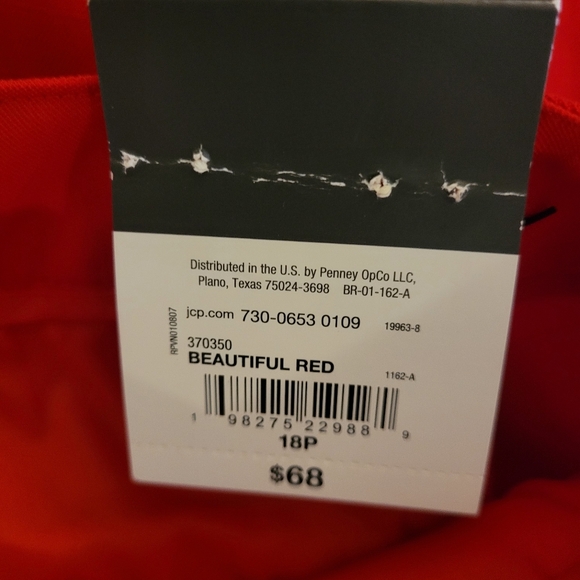 Distributed in the U.S. by Penney OpCo LLC,
Plano, Texas 75024-3698 BR-01-162-A
jcp.com 730-0653 0109 19963-8
RPVN010807
370350
BEAUTIFUL RED
1162-A
1 98275 22988 9
18P
$68